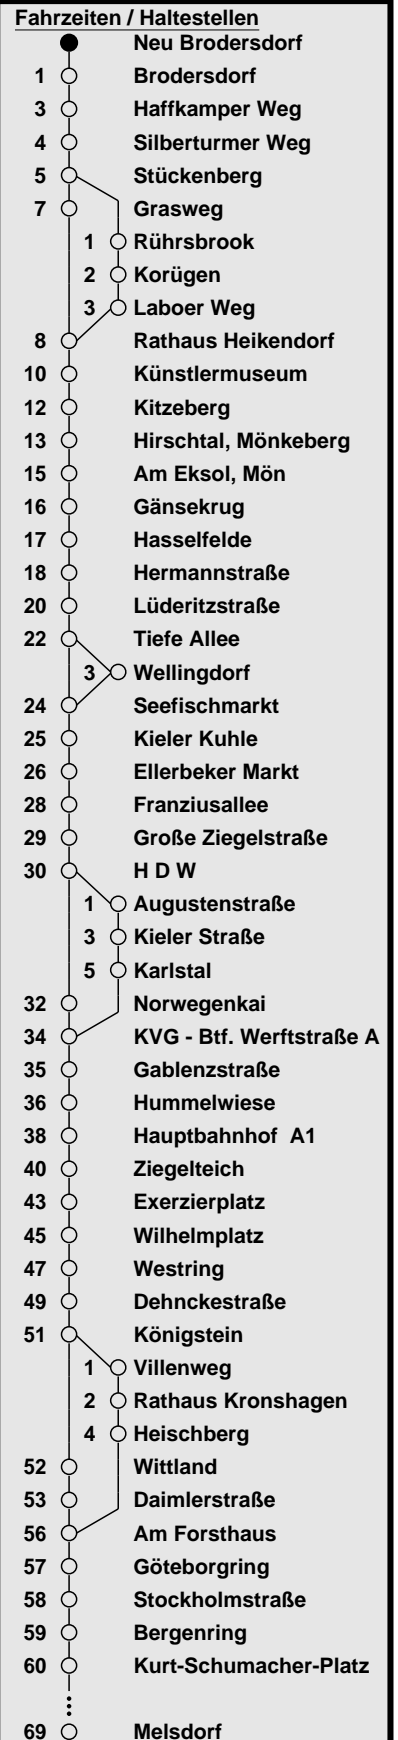 Fahrzeiten / Haltestellen
Neu Brodersdorf
1 Brodersdorf
3 Haffkamper Weg
4 Silberturmer Weg
5 Stückenberg
7 Grasweg
1 Rührsbrook
2 Korügen
3 Laboer Weg
8 Rathaus Heikendorf
10 Künstlermuseum
12 Kitzeberg
13 Hirschtal, Mönkeberg
15 Am Eksol, Mön
16 Gänsekrug
17 Hasselfelde
18 Hermannstraße
20 Lüderitzstraße
22 Tiefe Allee
3 Wellingdorf
24 Seefischmarkt
25 Kieler Kuhle
26 Ellerbeker Markt
28 Franziusallee
29 Große Ziegelstraße
30 H D W
1 Augustenstraße
3 Kieler Straße
5 Karlstal
32 Norwegenkai
34 KVG - Btf. Werftstraße A
35 Gablenzstraße
36 Hummelwiese
38 Hauptbahnhof A1
40 Ziegelteich
43 Exerzierplatz
45 Wilhelmplatz
47 Westring
49 Dehnckestraße
51 Königstein
1 Villenweg
2 Rathaus Kronshagen
4 Heischberg
52 Wittland
53 Daimlerstraße
56 Am Forsthaus
57 Göteborgring
58 Stockholmstraße
59 Bergenring
60 Kurt-Schumacher-Platz
69 Melsdorf